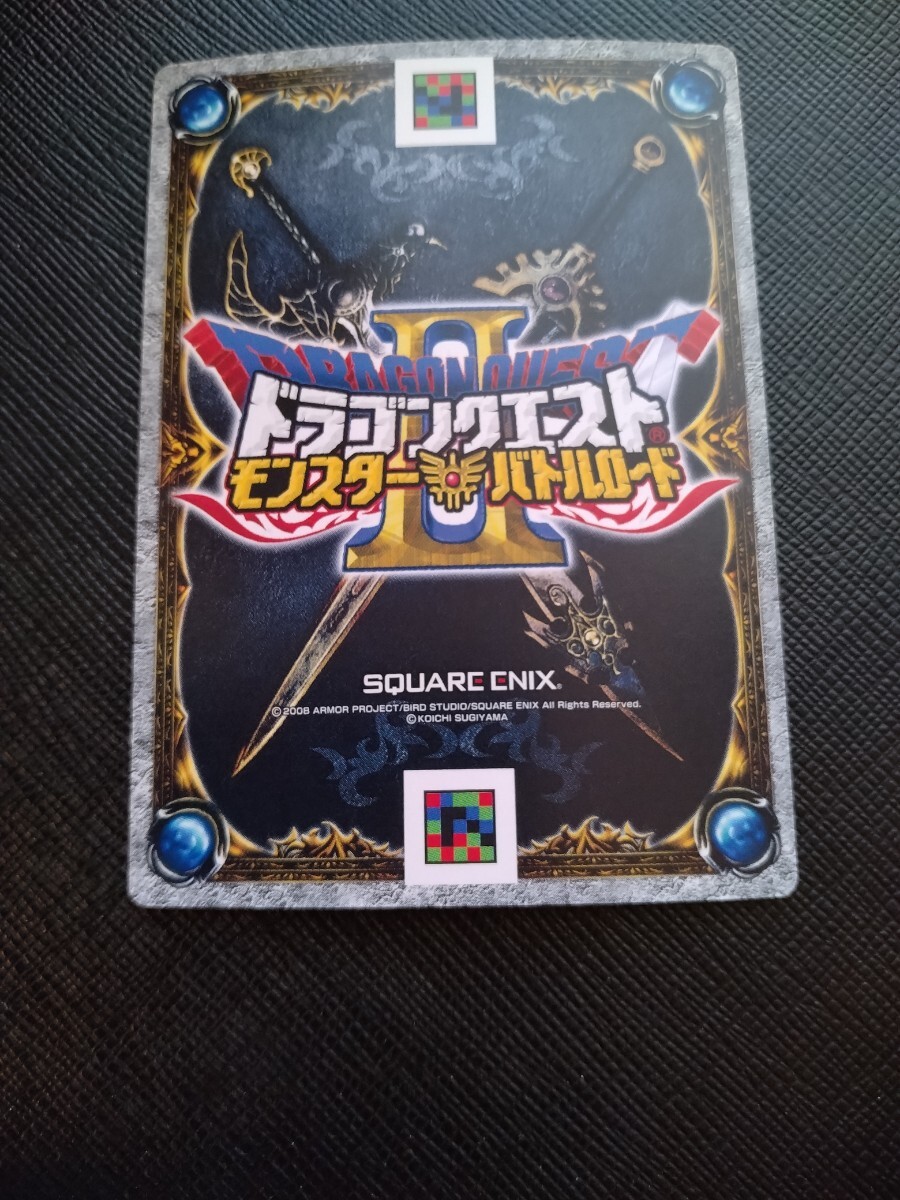 II
DRAGON QUEST
ドラゴンクエスト®
モンスターバトルロード
SQUARE ENIX®
©2008 ARMOR PROJECT/BIRD STUDIO/SQUARE ENIX All Rights Reserved.
©KOICHI SUGIYAMA